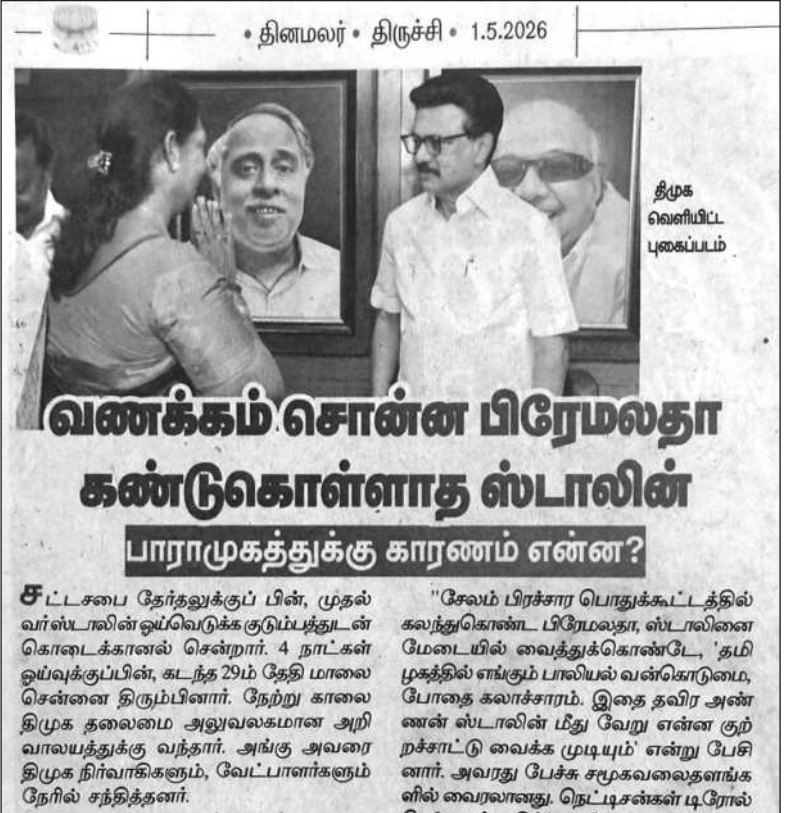 • தினமலர் • திருச்சி • 1.5.2026
திமுக
வெளியிட்ட
புகைப்படம்
வணக்கம் சொன்ன பிரேமலதா
கண்டுகொள்ளாத ஸ்டாலின்
பாராமுகத்துக்கு காரணம் என்ன?
சட்டசபை தேர்தலுக்குப் பின், முதல்
வர் ஸ்டாலின் ஓய்வெடுக்க குடும்பத்துடன்
கொடைக்கானல் சென்றார். 4 நாட்கள்
ஓய்வுக்குப்பின், கடந்த 29ம் தேதி மாலை
சென்னை திரும்பினார். நேற்று காலை
திமுக தலைமை அலுவலகமான அறி
வாலயத்துக்கு வந்தார். அங்கு அவரை
திமுக நிர்வாகிகளும், வேட்பாளர்களும்
நேரில் சந்தித்தனர்.
"சேலம் பிரச்சார பொதுக்கூட்டத்தில்
கலந்துகொண்ட பிரேமலதா, ஸ்டாலினை
மேடையில் வைத்துக்கொண்டே, 'தமி
ழகத்தில் எங்கும் பாலியல் வன்கொடுமை,
போதை கலாச்சாரம். இதை தவிர அண்
ணன் ஸ்டாலின் மீது வேறு என்ன குற்
றச்சாட்டு வைக்க முடியும்' என்று பேசி
னார். அவரது பேச்சு சமூகவலைதளங்க
ளில் வைரலானது. நெட்டிசன்கள் டிரோல்